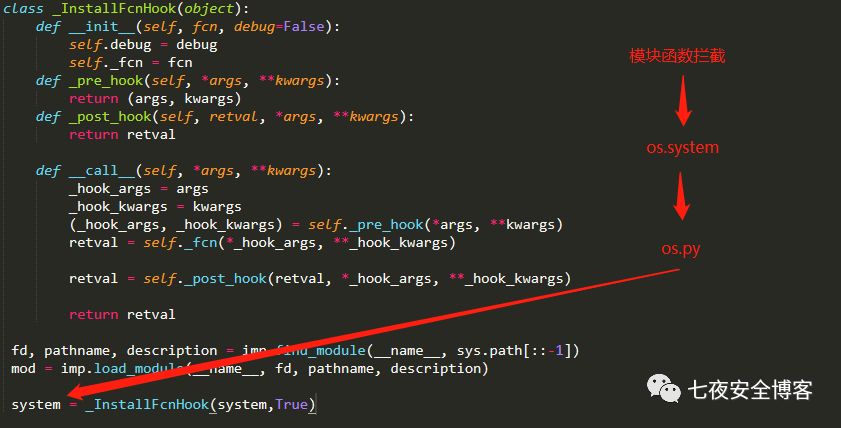 class _InstallFcnHook(object):
    def __init__(self, fcn, debug=False):
        self.debug = debug
        self._fcn = fcn
    def _pre_hook(self, *args, **kwargs):
        return (args, kwargs)
    def _post_hook(self, retval, *args, **kwargs):
        return retval
    def __call__(self, *args, **kwargs):
        _hook_args = args
        _hook_kwargs = kwargs
        (_hook_args, _hook_kwargs) = self._pre_hook(*args, **kwargs)
        retval = self._fcn(*_hook_args, **_hook_kwargs)
        retval = self._post_hook(retval, *_hook_args, **_hook_kwargs)
        return retval
fd, pathname, description = imp.find_module(__name__, sys.path[::-1])
mod = imp.load_module(__name__, fd, pathname, description)
system = _InstallFcnHook(system,True)
模块函数拦截
os.system
os.py
七夜安全博客